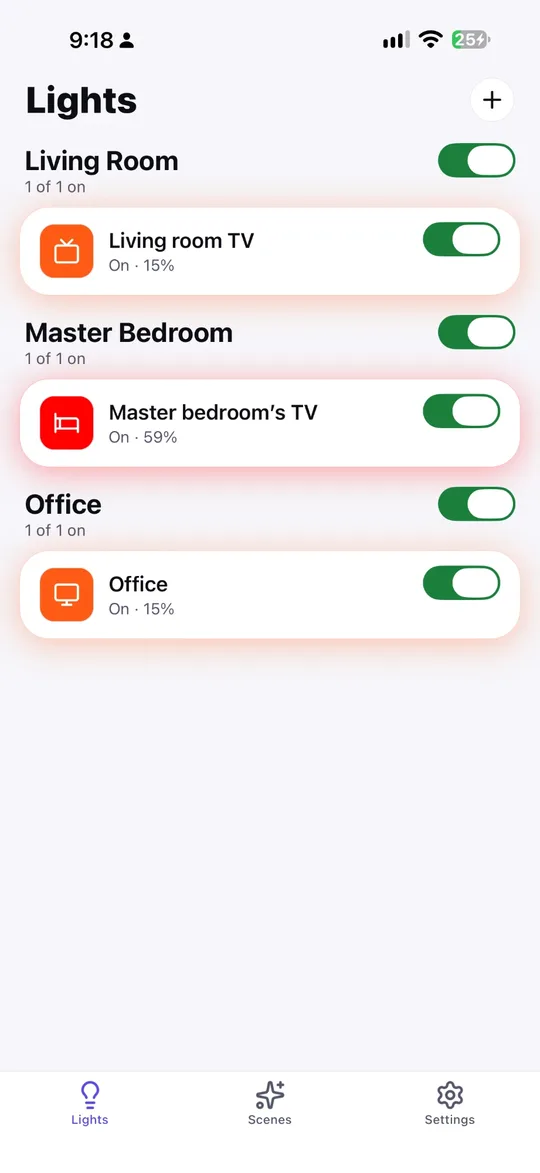 9:18
25
Lights
Living Room
1 of 1 on
Living room TV
On · 15%
Master Bedroom
1 of 1 on
Master bedroom’s TV
On · 59%
Office
1 of 1 on
Office
On · 15%
Lights
Scenes
Settings